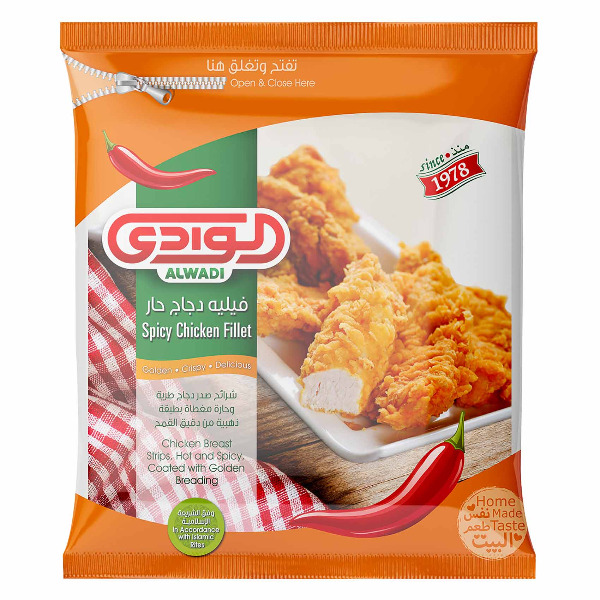 تفتح وتغلق هنا
Open & Close Here
since • منذ
1978
الوادي
ALWADI
فيليه دجاج حار
Spicy Chicken Fillet
Golden • Crispy • Delicious
شرائح صدر دجاج طرية
وحارة مغطاة بطبقة
ذهبية من دقيق القمح
Chicken Breast
Strips, Hot and Spicy,
Coated with Golden
Breading
وفق الشريعة
الإسلامية
In Accordance
with Islamic
Rites
Home
نفس Made
طعم Taste
البيت